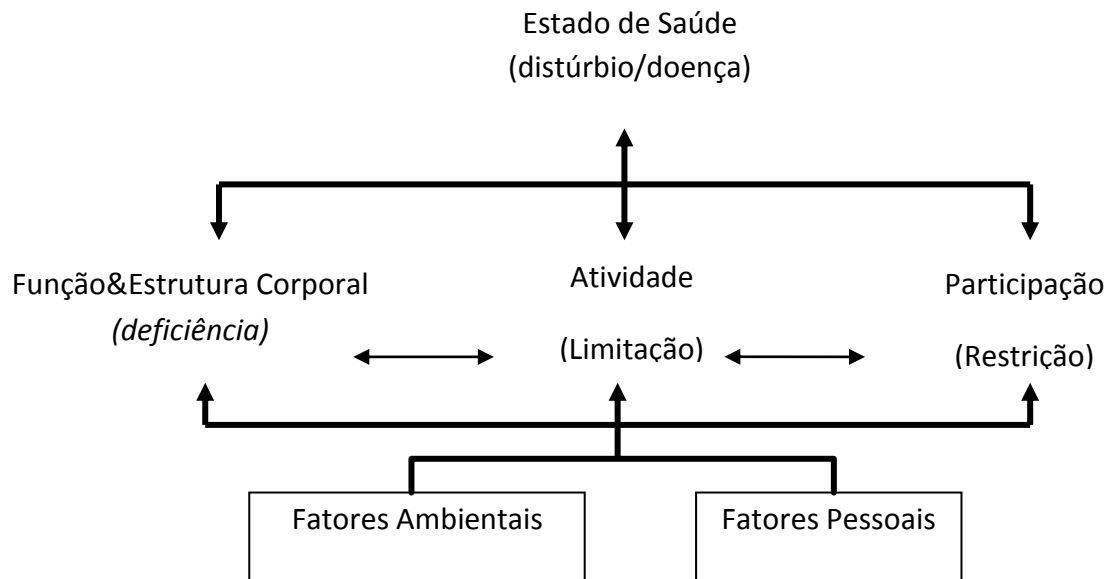 Estado de Saúde
(distúrbio/doença)
Função&Estrutura Corporal
(deficiência)
Atividade
(Limitação)
Participação
(Restrição)
Fatores Ambientais
Fatores Pessoais